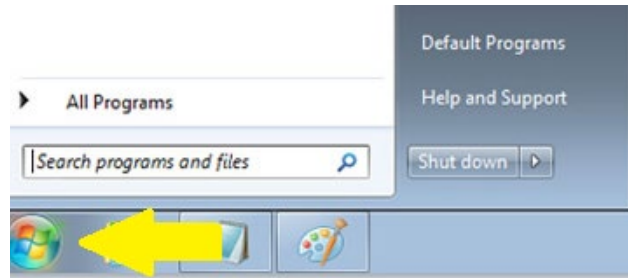 Default Programs
All Programs
Help and Support
Search programs and files
Shut down